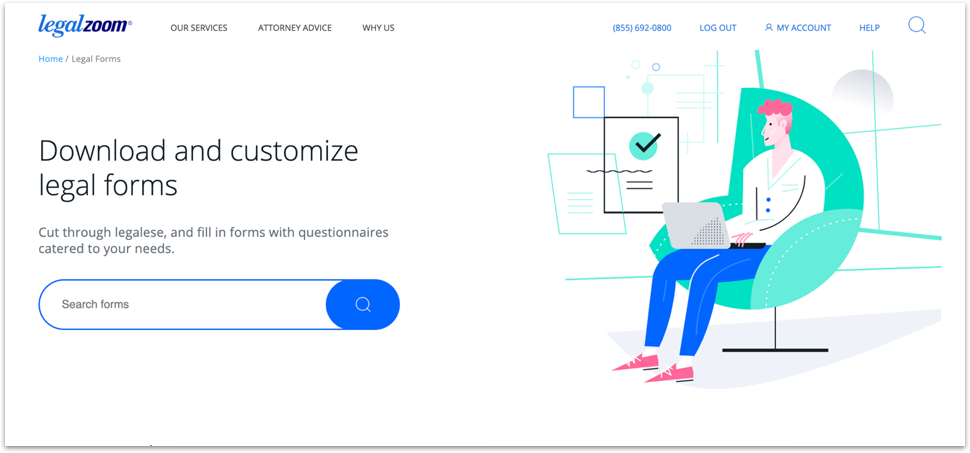 legalzoom®
OUR SERVICES
ATTORNEY ADVICE
WHY US
(855) 692-0800
LOG OUT
MY ACCOUNT
HELP
Home / Legal Forms
Download and customize
legal forms
Cut through legalese, and fill in forms with questionnaires
catered to your needs.
Search forms